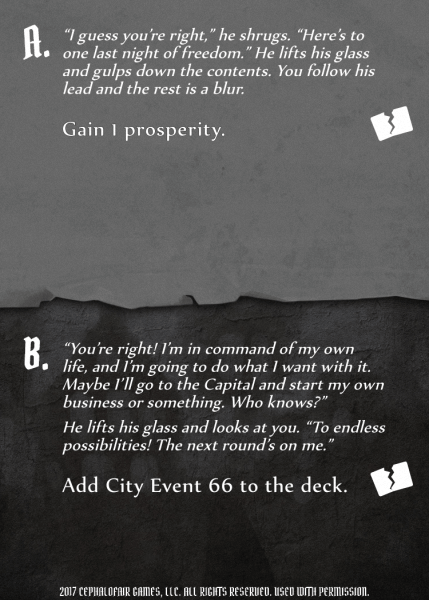 A.
“I guess you’re right,” he shrugs. “Here’s to
one last night of freedom.” He lifts his glass
and gulps down the contents. You follow his
lead and the rest is a blur.
Gain 1 prosperity.
B.
“You’re right! I’m in command of my own
life, and I’m going to do what I want with it.
Maybe I’ll go to the Capital and start my own
business or something. Who knows?”
He lifts his glass and looks at you. “To endless
possibilities! The next round’s on me.”
Add City Event 66 to the deck.
2017 CEPHALOFAIR GAMES, LLC. ALL RIGHTS RESERVED. USED WITH PERMISSION.